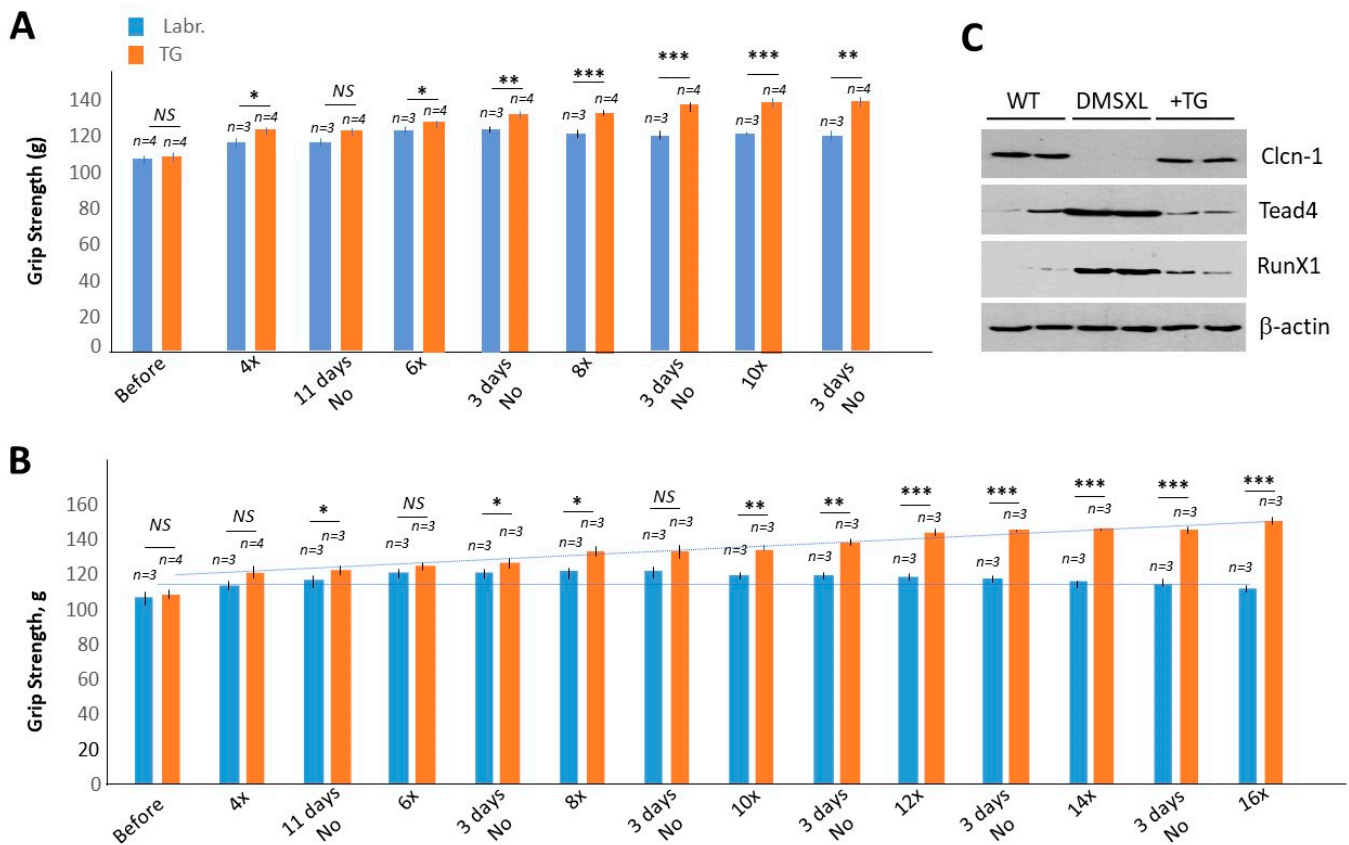 A
Labr.
TG
Grip Strength (g)
140
120
100
80
60
40
20
0
NS
*
NS
*
**
***
***
***
**
n=4 n=4
n=3 n=4
n=3 n=4
n=3 n=4
n=3 n=4
n=3 n=4
n=3 n=4
n=3 n=4
n=3 n=4
Before
4x
11 days No
6x
3 days No
8x
3 days No
10x
3 days No
C
WT DMSXL +TG
Clcn-1
Tead4
RunX1
β-actin
B
Grip Strength, g
160
140
120
100
80
60
40
20
0
NS
NS
*
NS
*
*
NS
**
**
***
***
***
***
***
n=3 n=4
n=3 n=4
n=3 n=3
n=3 n=3
n=3 n=3
n=3 n=3
n=3 n=3
n=3 n=3
n=3 n=3
n=3 n=3
n=3 n=3
n=3 n=3
n=3 n=3
n=3 n=3
Before
4x
11 days No
6x
3 days No
8x
3 days No
10x
3 days No
12x
3 days No
14x
3 days No
16x